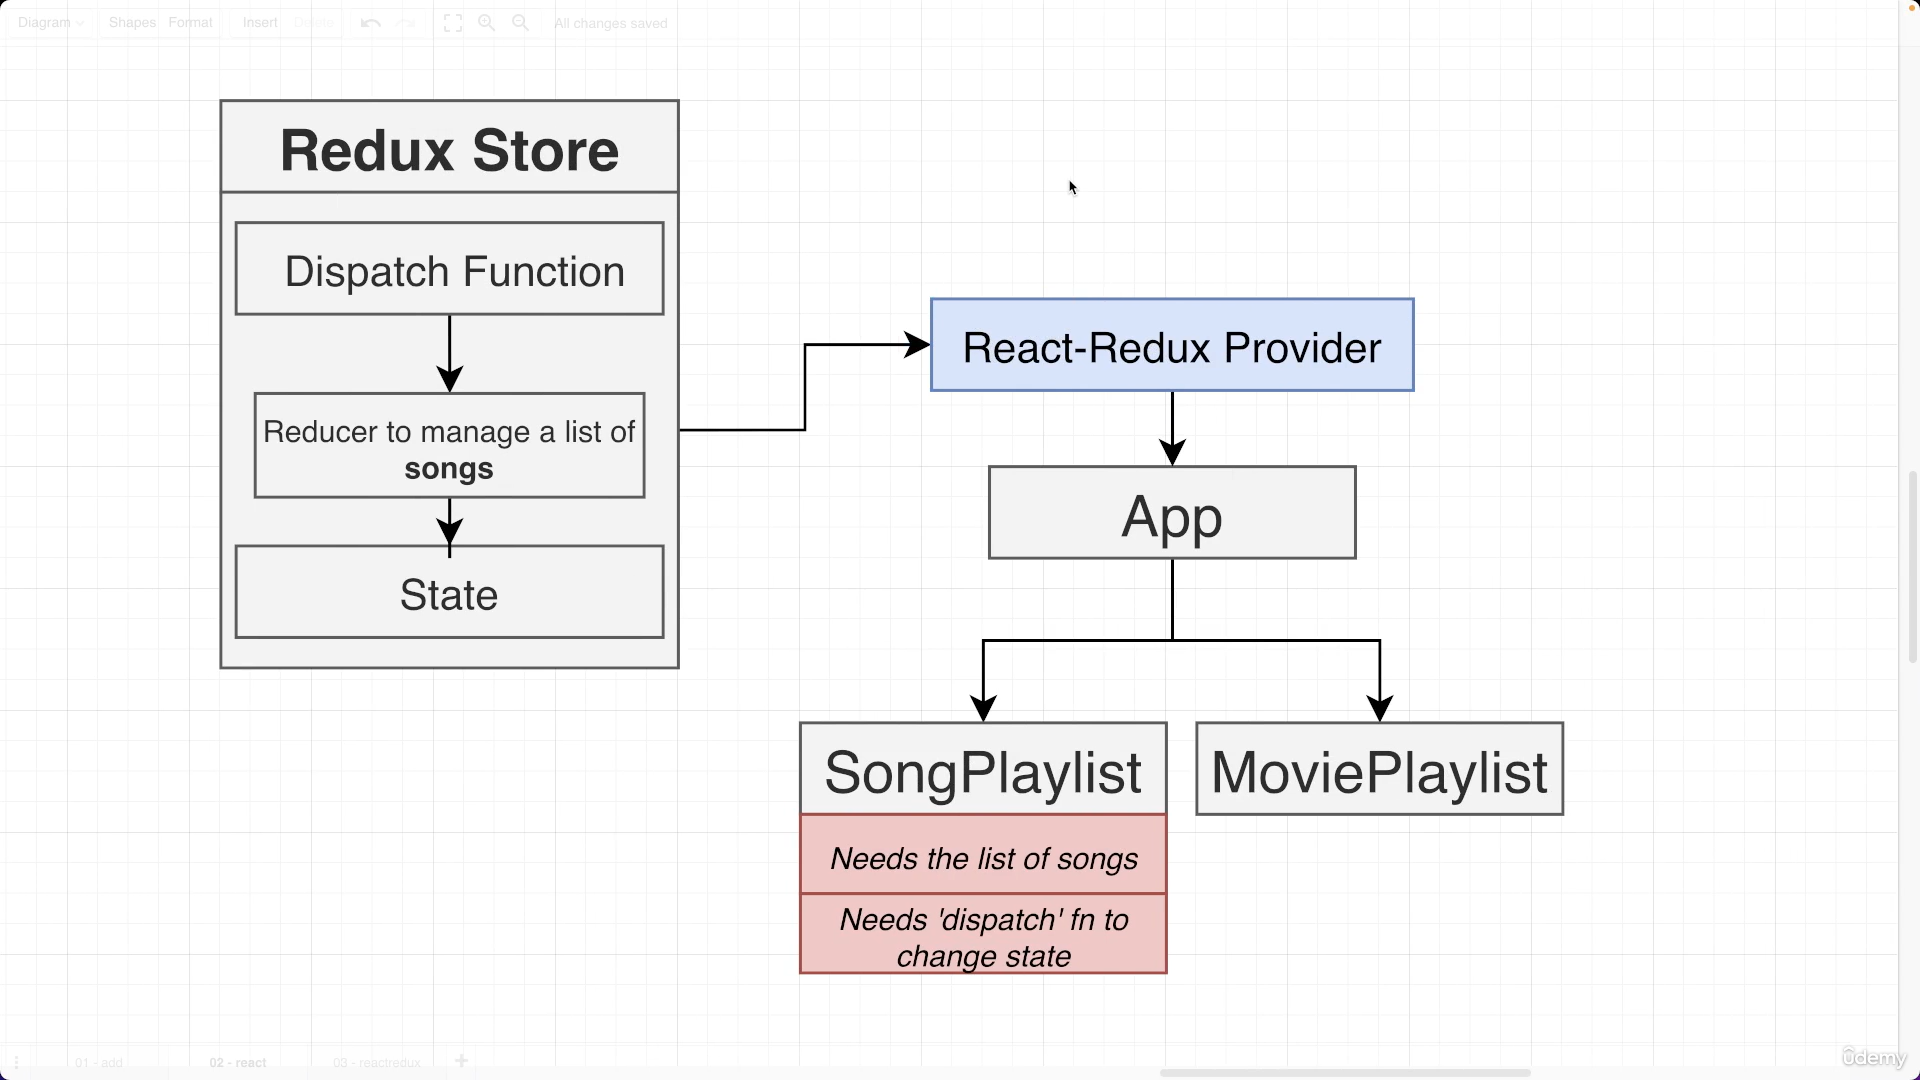 Diagram
Shapes
Format
Insert
Delete
All changes saved
Redux Store
Dispatch Function
Reducer to manage a list of
songs
State
React-Redux Provider
App
SongPlaylist
MoviePlaylist
Needs the list of songs
Needs 'dispatch' fn to
change state
01 - add
02 - react
03 - reactredux
ûdemy